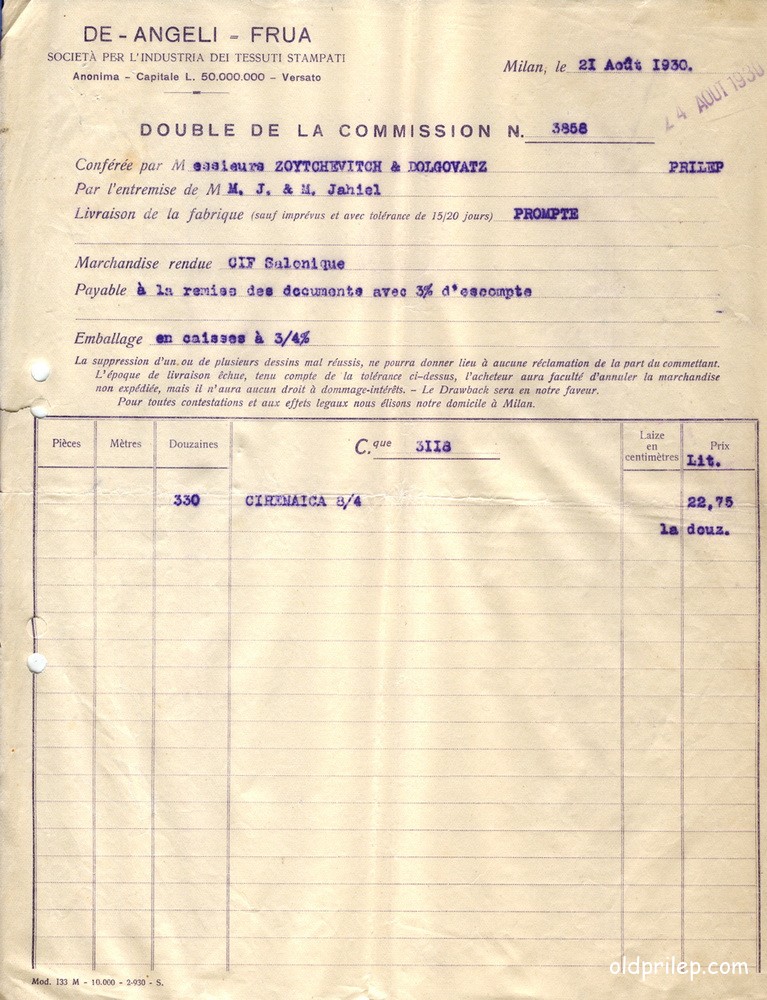 DE - ANGELI - FRUA
SOCIETÀ PER L'INDUSTRIA DEI TESSUTI STAMPATI
Anonima - Capitale L. 50.000.000 - Versato
Milan, le 21 Août 1930.
24 AOUT 1930
DOUBLE DE LA COMMISSION N. 3858
Conférée par M essieurs ZOYTCHEVITCH & DOLGOVATZ PRILEP
Par l'entremise de M M. J. & M. Jahiel
Livraison de la fabrique (sauf imprévus et avec tolérance de 15/20 jours) PROMPTE
Marchandise rendue CIF Salonique
Payable à la remise des documents avec 3% d'escompte
Emballage en caisses à 3/4%
La suppression d'un ou de plusieurs dessins mal réussis, ne pourra donner lieu à aucune réclamation de la part du commettant.
L'époque de livraison échue, tenu compte de la tolérance ci-dessus, l'acheteur aura faculté d'annuler la marchandise
non expédiée, mais il n'aura aucun droit à dommage-intérêts. - Le Drawback sera en notre faveur.
Pour toutes contestations et aux effets legaux nous élisons notre domicile à Milan.
Pièces Mètres Douzaines C.que 3118 Laize en centimètres Prix Lit.
330 CIRENAICA 8/4 22,75
la douz.
Mod. 133 M - 10.000 - 2-930 - S.
oldprilep.com